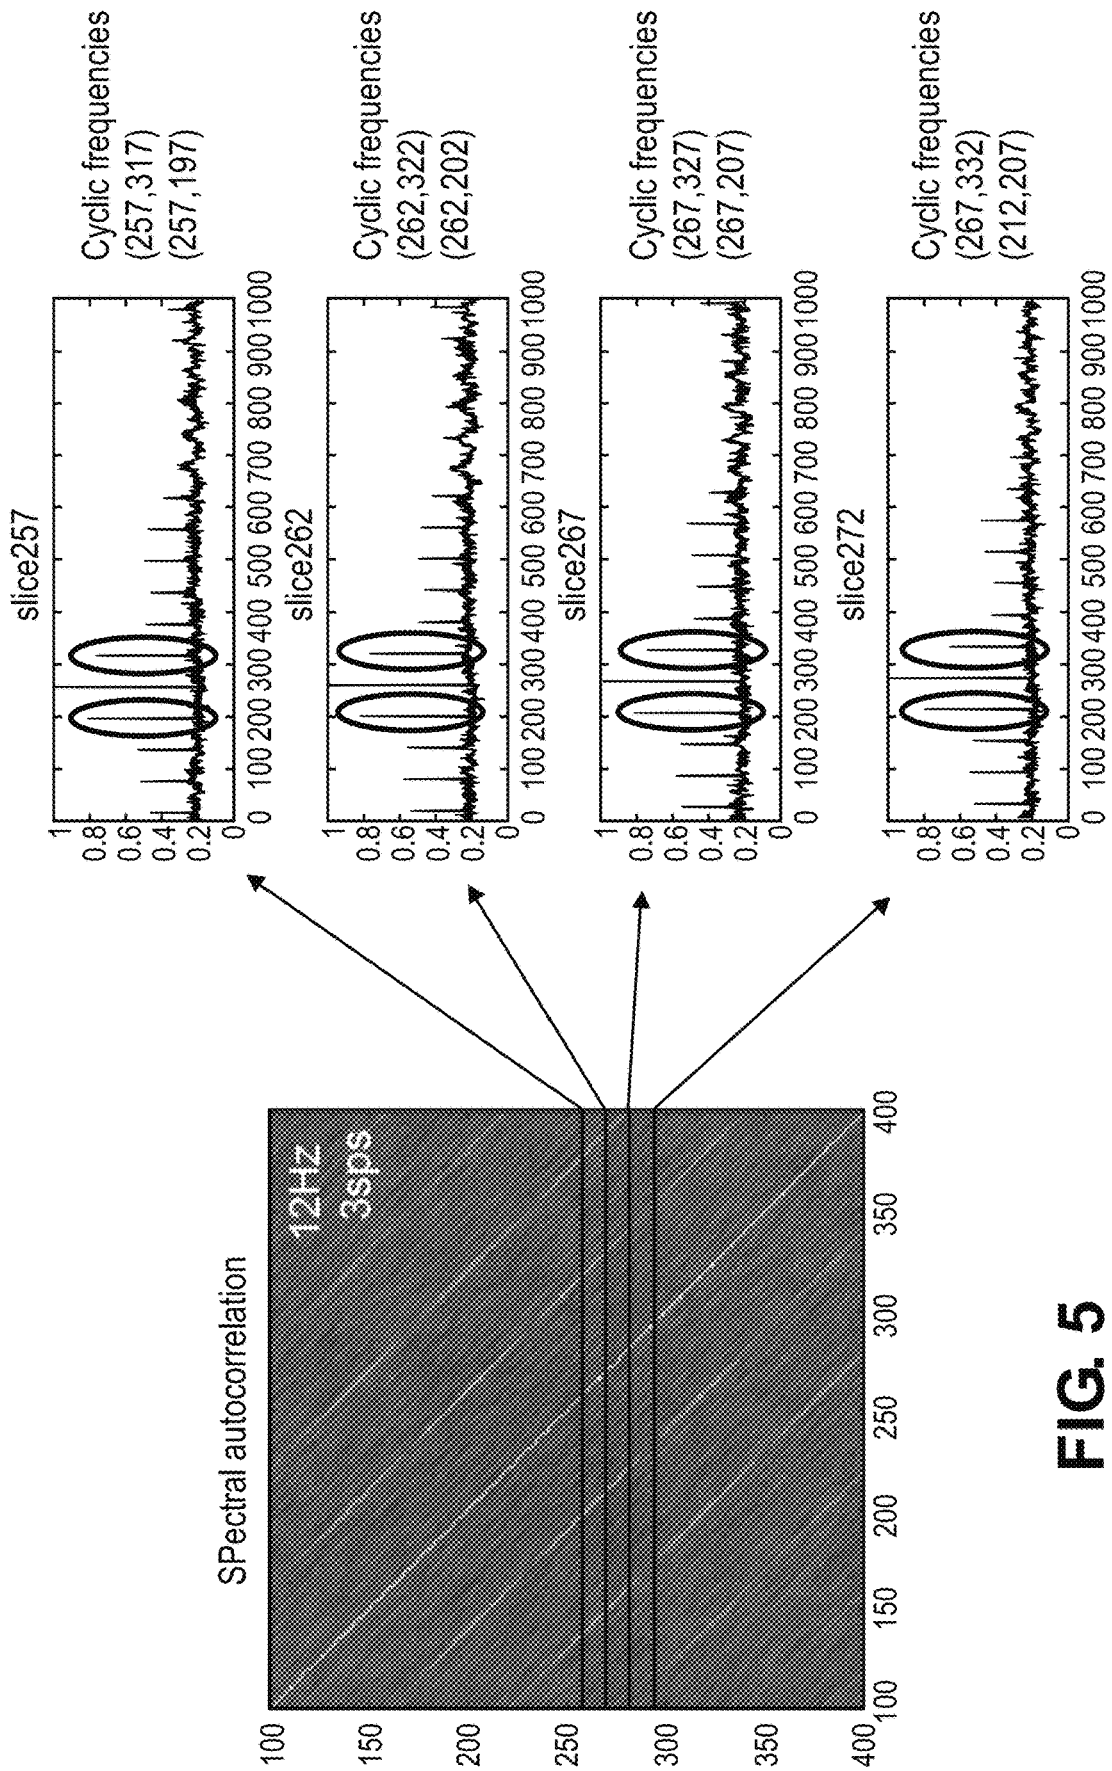 SPectral autocorrelation
12Hz
3sps
100
150
200
250
300
350
400
100 150 200 250 300 350 400
slice257
1
0.8
0.6
0.4
0.2
0
0 100 200 300 400 500 600 700 800 900 1000
Cyclic frequencies
(257,317)
(257,197)
slice262
1
0.8
0.6
0.4
0.2
0
0 100 200 300 400 500 600 700 800 900 1000
Cyclic frequencies
(262,322)
(262,202)
slice267
1
0.8
0.6
0.4
0.2
0
0 100 200 300 400 500 600 700 800 900 1000
Cyclic frequencies
(267,327)
(267,207)
slice272
1
0.8
0.6
0.4
0.2
0
0 100 200 300 400 500 600 700 800 900 1000
Cyclic frequencies
(267,332)
(212,207)
FIG. 5